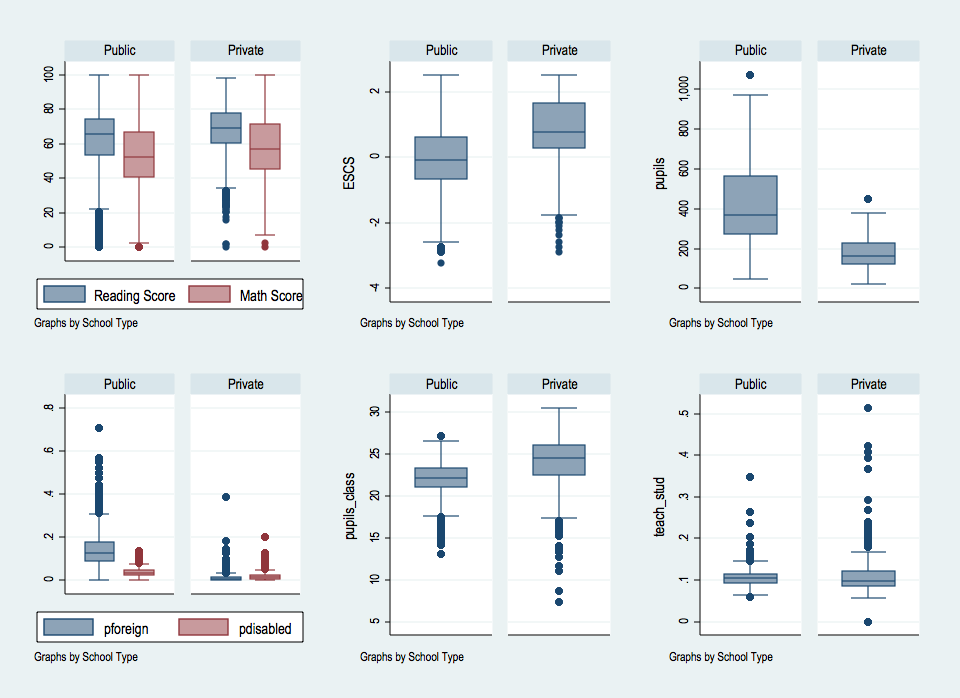 Public Private
100
80
60
40
20
0
Reading Score Math Score
Graphs by School Type
Public Private
ESCS
2
0
-2
-4
Graphs by School Type
Public Private
pupils
1,000
800
600
400
200
0
Graphs by School Type
Public Private
.8
.6
.4
.2
0
pforeign pdisabled
Graphs by School Type
Public Private
pupils_class
30
25
20
15
10
5
Graphs by School Type
Public Private
teach_stud
.5
.4
.3
.2
.1
0
Graphs by School Type